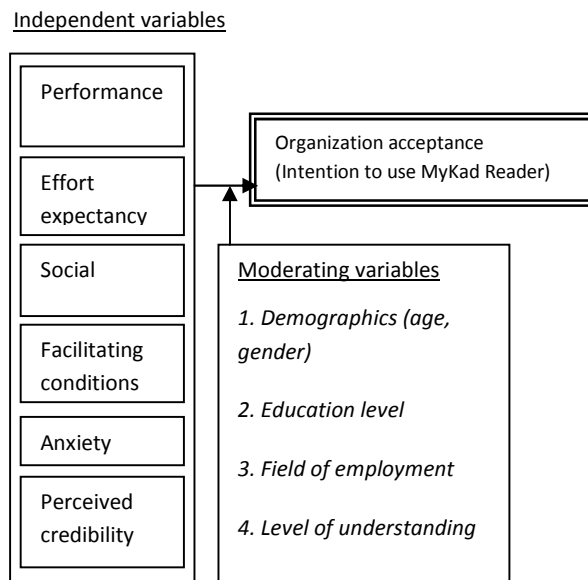 Independent variables
Performance
Effort
expectancy
Social
Facilitating
conditions
Anxiety
Perceived
credibility
Organization acceptance
(Intention to use MyKad Reader)
Moderating variables
1. Demographics (age,
gender)
2. Education level
3. Field of employment
4. Level of understanding